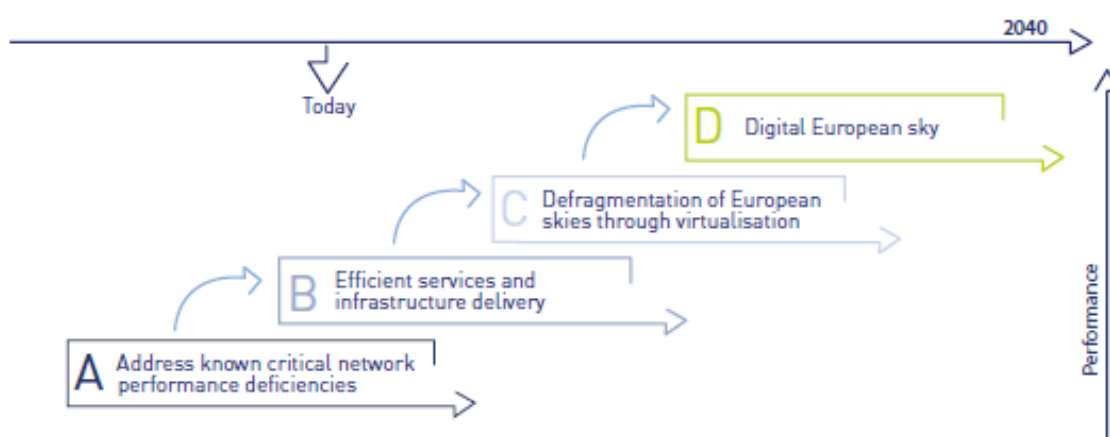 2040
Today
D Digital European sky
C Defragmentation of European
skies through virtualisation
B Efficient services and
infrastructure delivery
A Address known critical network
performance deficiencies
Performance